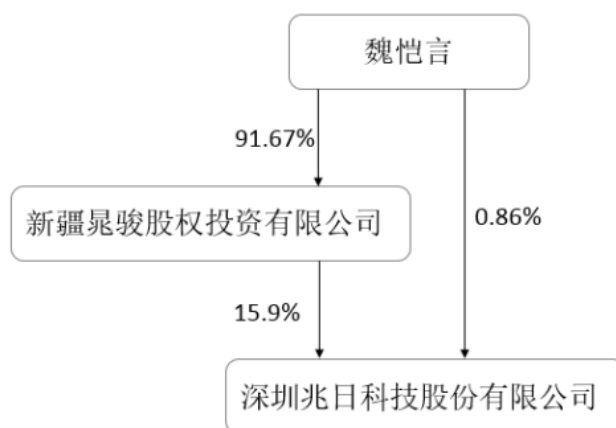 魏恺言
91.67%
新疆晁骏股权投资有限公司
0.86%
15.9%
深圳兆日科技股份有限公司